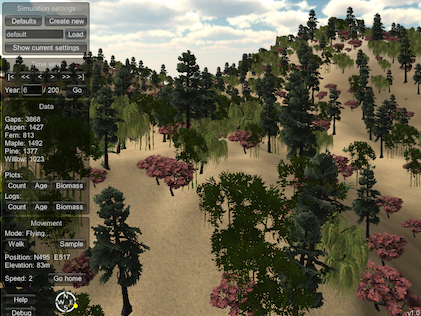 Simulation settings
Defaults Create new
default Load
Show current settings
Time
|< << < > >> >|
Year: 6 / 200 Go
Data
Gaps: 3868
Aspen: 1427
Fern: 813
Maple: 1492
Pine: 1377
Willow: 1023
Plots:
Count Age Biomass
Logs:
Count Age Biomass
Movement
Mode: Flying
Walk Sample
Position: N495 E517
Elevation: 83m
Speed: 2 Go home
Help
Debug
N
W
S
v1.0